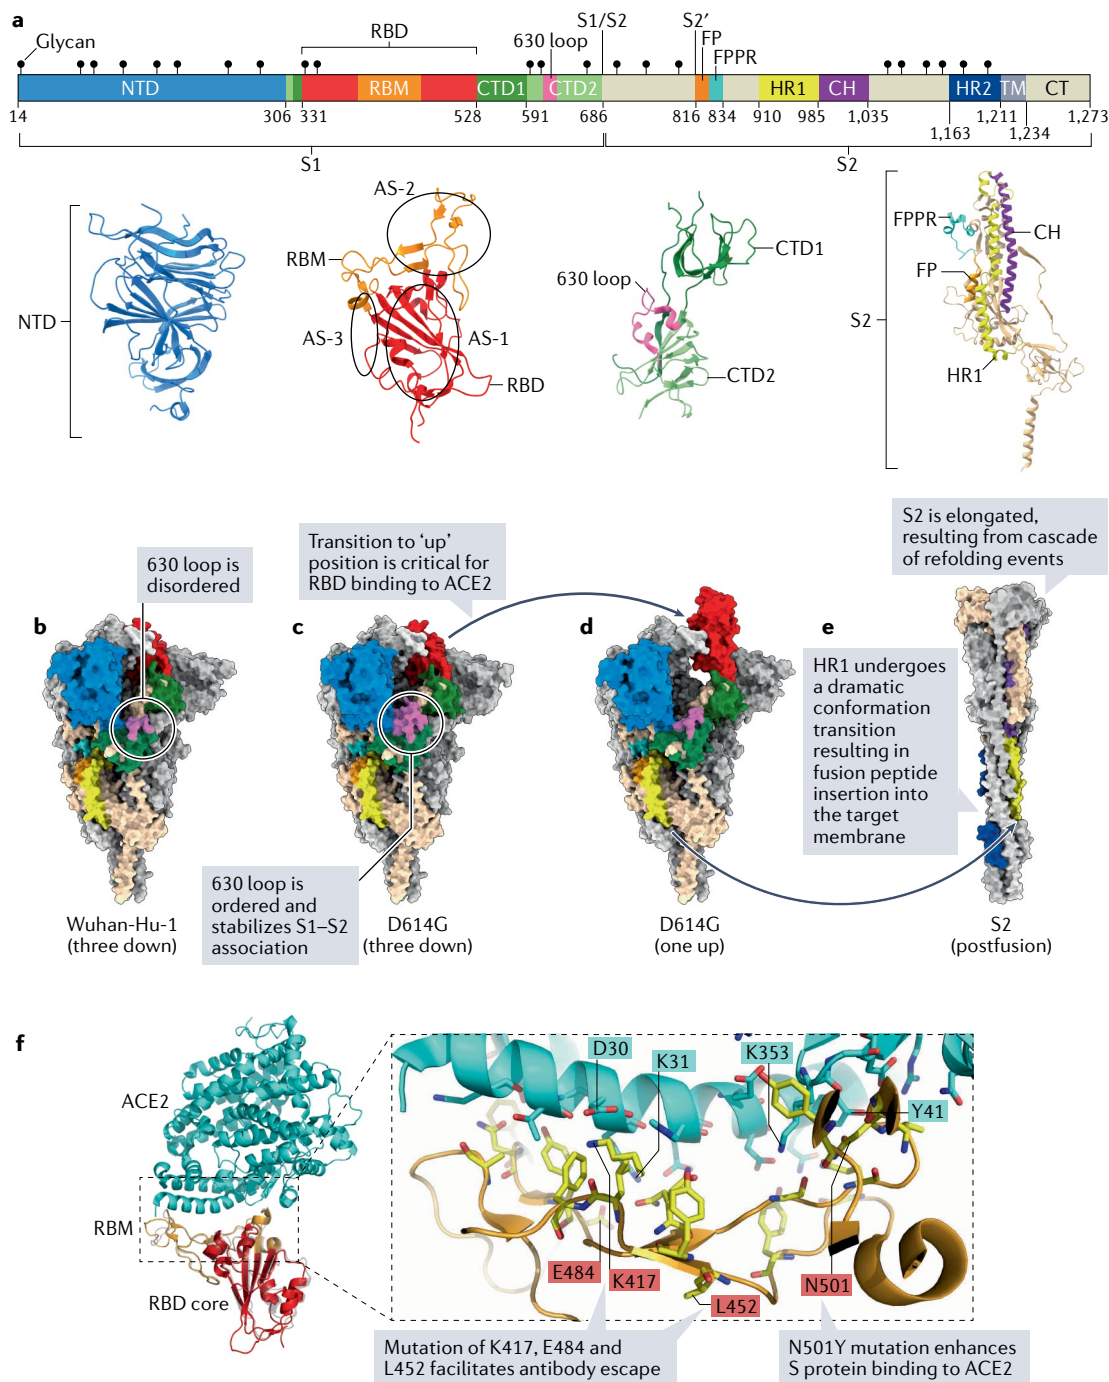 a
Glycan
RBD
630 loop
S1/S2
S2′
FP
FPPR
NTD
RBM
CTD1
CTD2
HR1
CH
HR2
TM
CT
14
306
331
528
591
686
816
834
910
985
1,035
1,163
1,211
1,234
1,273
S1
S2
NTD
AS-2
RBM
AS-3
AS-1
RBD
630 loop
CTD1
CTD2
S2
FPPR
CH
FP
HR1
630 loop is
disordered
Transition to ‘up’
position is critical for
RBD binding to ACE2
S2 is elongated,
resulting from cascade
of refolding events
b
c
d
e
HR1 undergoes
a dramatic
conformation
transition
resulting in
fusion peptide
insertion into
the target
membrane
630 loop is
ordered and
stabilizes S1–S2
association
Wuhan-Hu-1
(three down)
D614G
(three down)
D614G
(one up)
S2
(postfusion)
f
ACE2
RBM
RBD core
D30
K31
K353
Y41
E484
K417
L452
N501
Mutation of K417, E484 and
L452 facilitates antibody escape
N501Y mutation enhances
S protein binding to ACE2